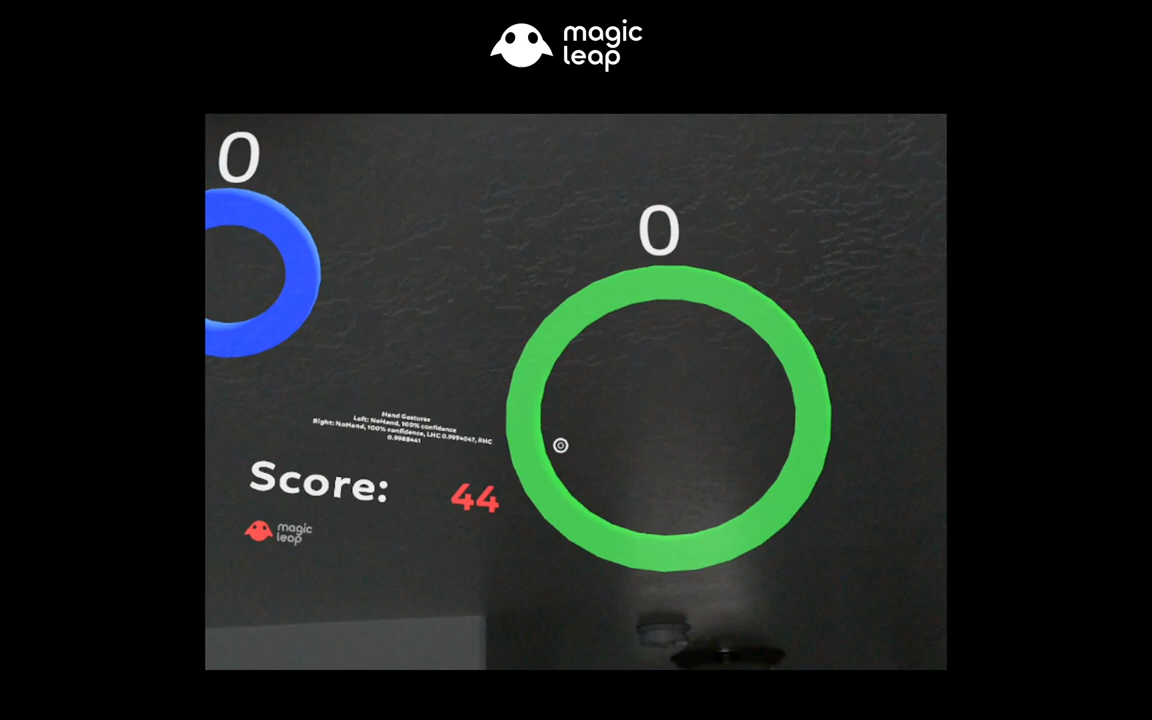 magic
leap
0
0
Hand Gestures
Left: NoHand, 100% confidence
Right: NoHand, 100% confidence, LHC 0.9994047, RHC
0.9988441
Score: 44
magic
leap